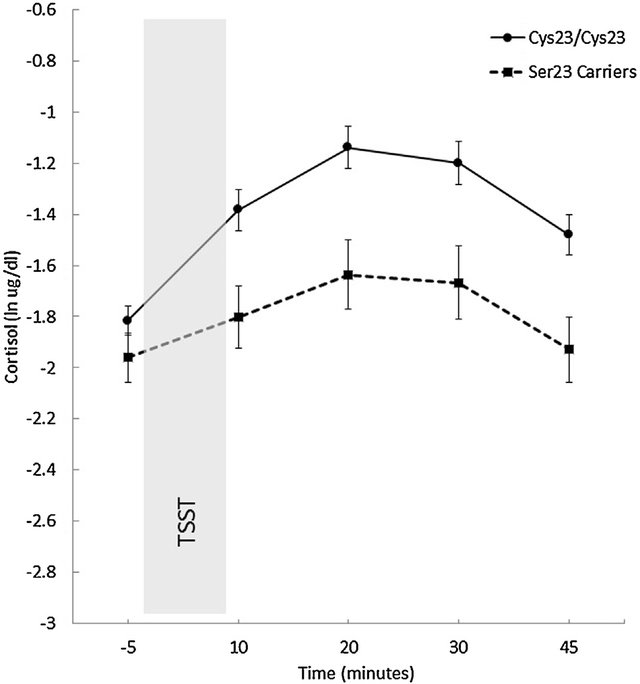 -0.6
-0.8
-1
-1.2
-1.4
-1.6
-1.8
-2
-2.2
-2.4
-2.6
-2.8
-3
Cortisol (ln ug/dl)
Cys23/Cys23
Ser23 Carriers
TSST
-5 10 20 30 45
Time (minutes)